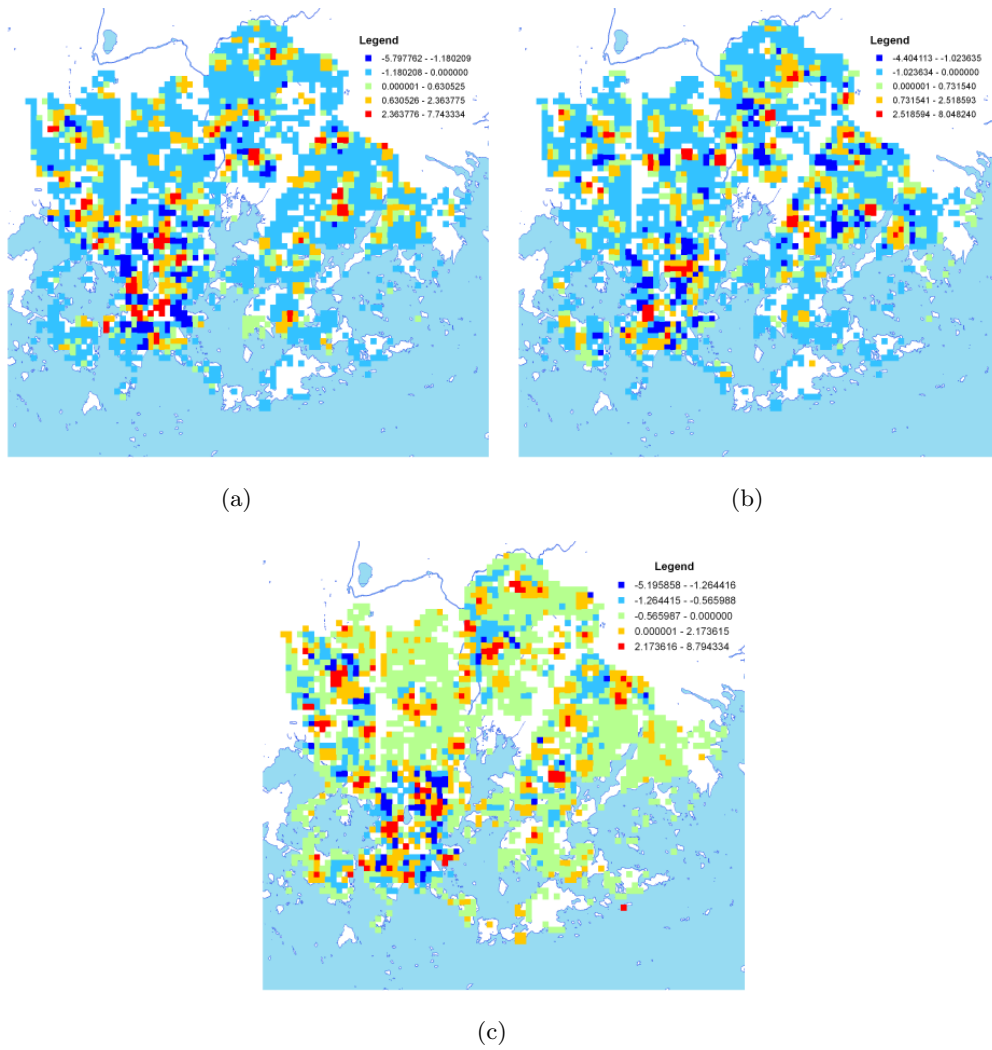 Legend
-5.797762 - -1.180209
-1.180208 - 0.000000
0.000001 - 0.630525
0.630526 - 2.363775
2.363776 - 7.743334
(a)
Legend
-4.404113 - -1.023635
-1.023634 - 0.000000
0.000001 - 0.731540
0.731541 - 2.518593
2.518594 - 8.048240
(b)
Legend
-5.195858 - -1.264416
-1.264415 - -0.565988
-0.565987 - 0.000000
0.000001 - 2.173615
2.173616 - 8.794334
(c)